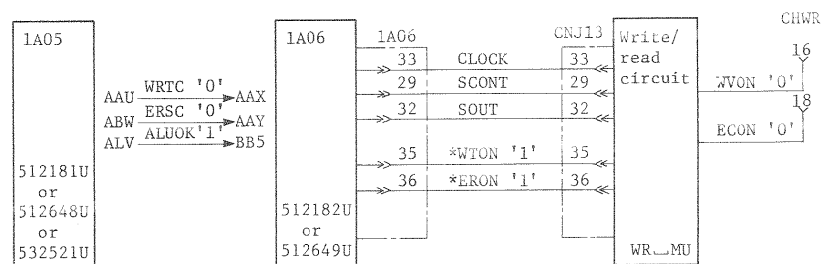 CHWR
1A05
1A06
1A06
CNJ13
Write/
read
circuit
16
33 CLOCK 33
29 SCONT 29
WVON '0'
AAU WRTC '0' AAX
32 SOUT 32
18
ABW ERSC '0' AAY
ECON '0'
ALV ALUOK '1' BB5
35 *WTON '1' 35
36 *ERON '1' 36
512181U
or
512648U
or
532521U
512182U
or
512649U
WR␣MU